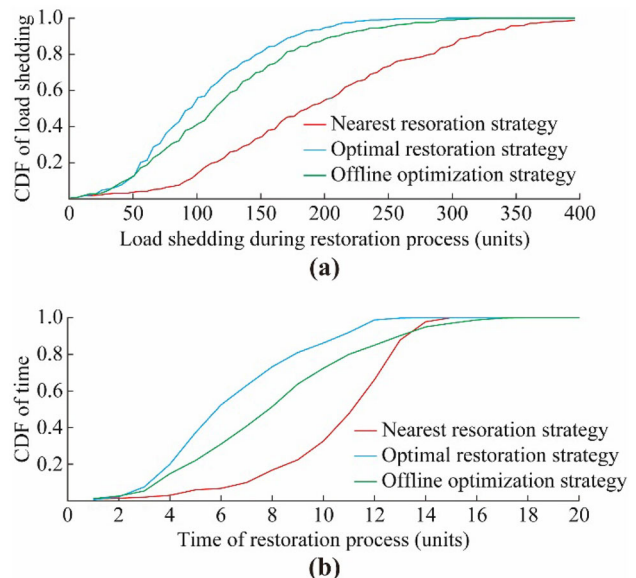 CDF of load shedding
1.0
0.8
0.6
0.4
0.2
Nearest resoration strategy
Optimal restoration strategy
Offline optimization strategy
0 50 100 150 200 250 300 350 400
Load shedding during restoration process (units)
(a)
CDF of time
1.0
0.8
0.6
0.4
0.2
Nearest resoration strategy
Optimal restoration strategy
Offline optimization strategy
0 2 4 6 8 10 12 14 16 18 20
Time of restoration process (units)
(b)